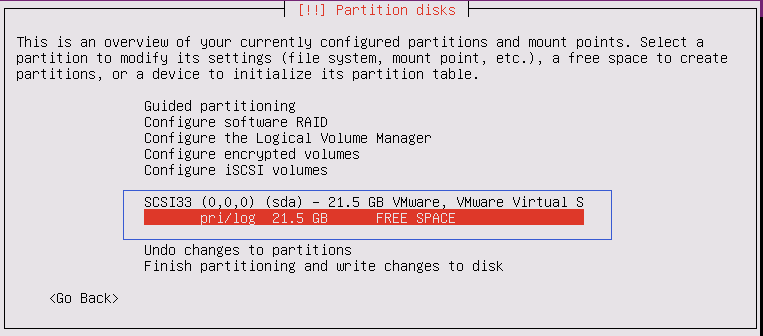 [!!] Partition disks
This is an overview of your currently configured partitions and mount points. Select a
partition to modify its settings (file system, mount point, etc.), a free space to create
partitions, or a device to initialize its partition table.
Guided partitioning
Configure software RAID
Configure the Logical Volume Manager
Configure encrypted volumes
Configure iSCSI volumes
SCSI33 (0,0,0) (sda) - 21.5 GB VMware, VMware Virtual S
pri/log 21.5 GB FREE SPACE
Undo changes to partitions
Finish partitioning and write changes to disk
<Go Back>